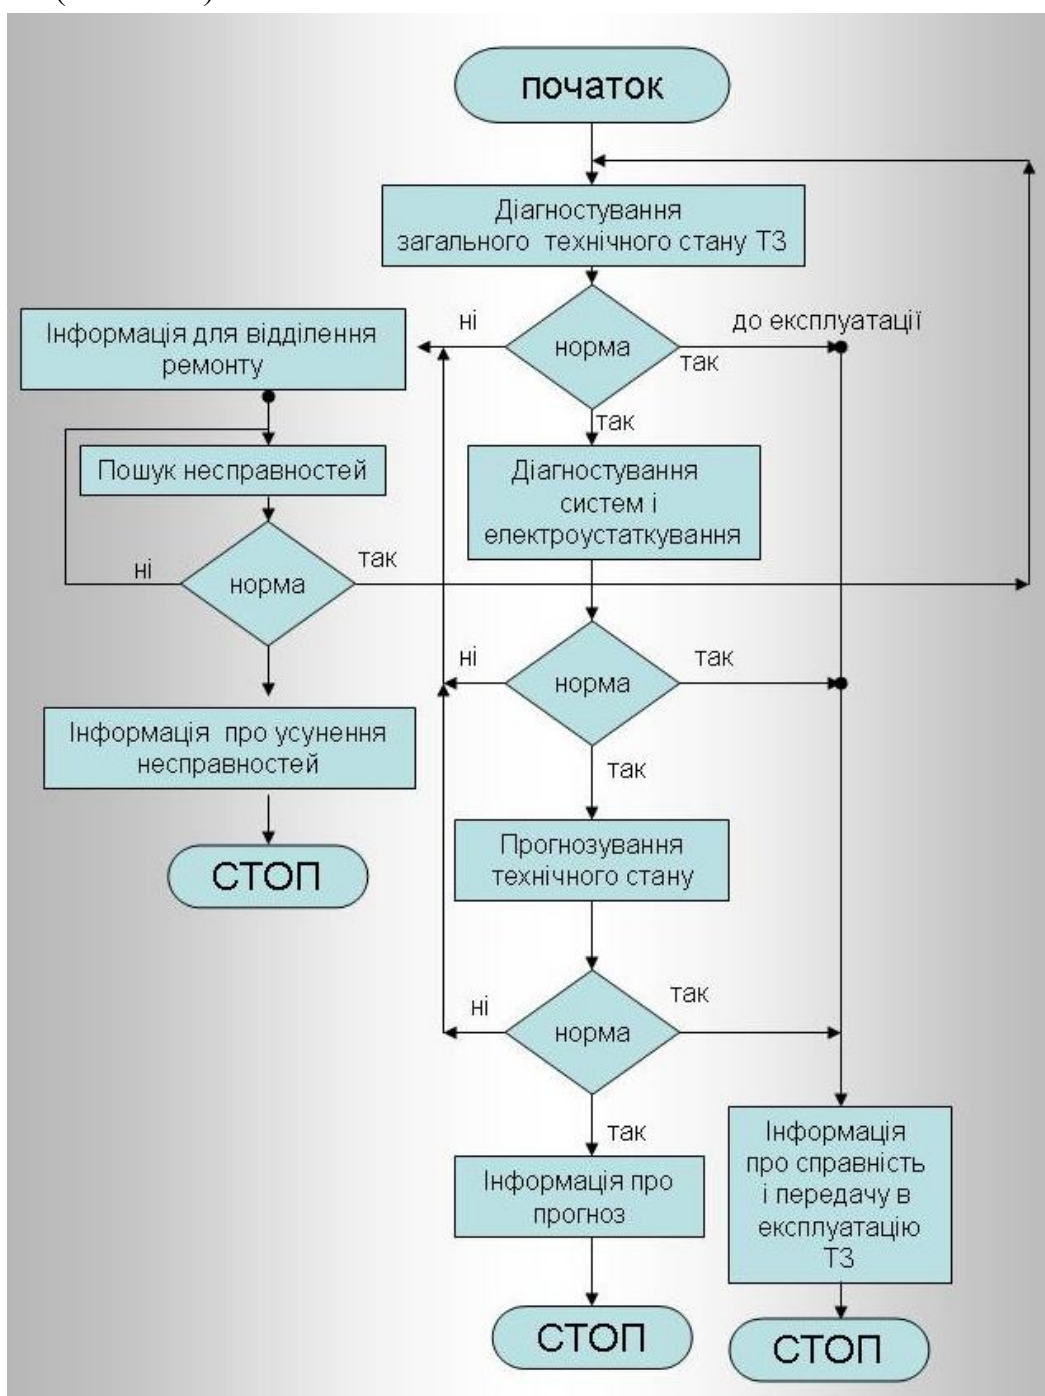 початок
Діагностування
загального технічного стану ТЗ
ні
норма
до експлуатації
так
так
Інформація для відділення
ремонту
Пошук несправностей
ні
норма
так
Діагностування
систем і
електроустаткування
ні
норма
так
так
Інформація про усунення
несправностей
СТОП
Прогнозування
технічного стану
ні
норма
так
так
Інформація про
прогноз
СТОП
Інформація
про справність
і передачу в
експлуатацію
ТЗ
СТОП